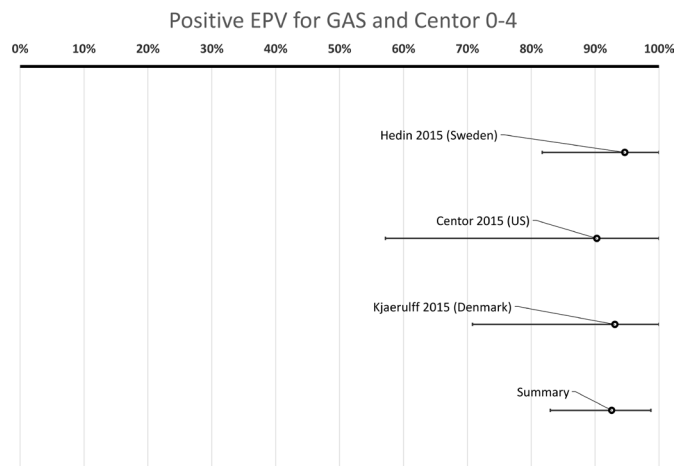 Positive EPV for GAS and Centor 0-4
0% 10% 20% 30% 40% 50% 60% 70% 80% 90% 100%
Hedin 2015 (Sweden)
Centor 2015 (US)
Kjaerulff 2015 (Denmark)
Summary